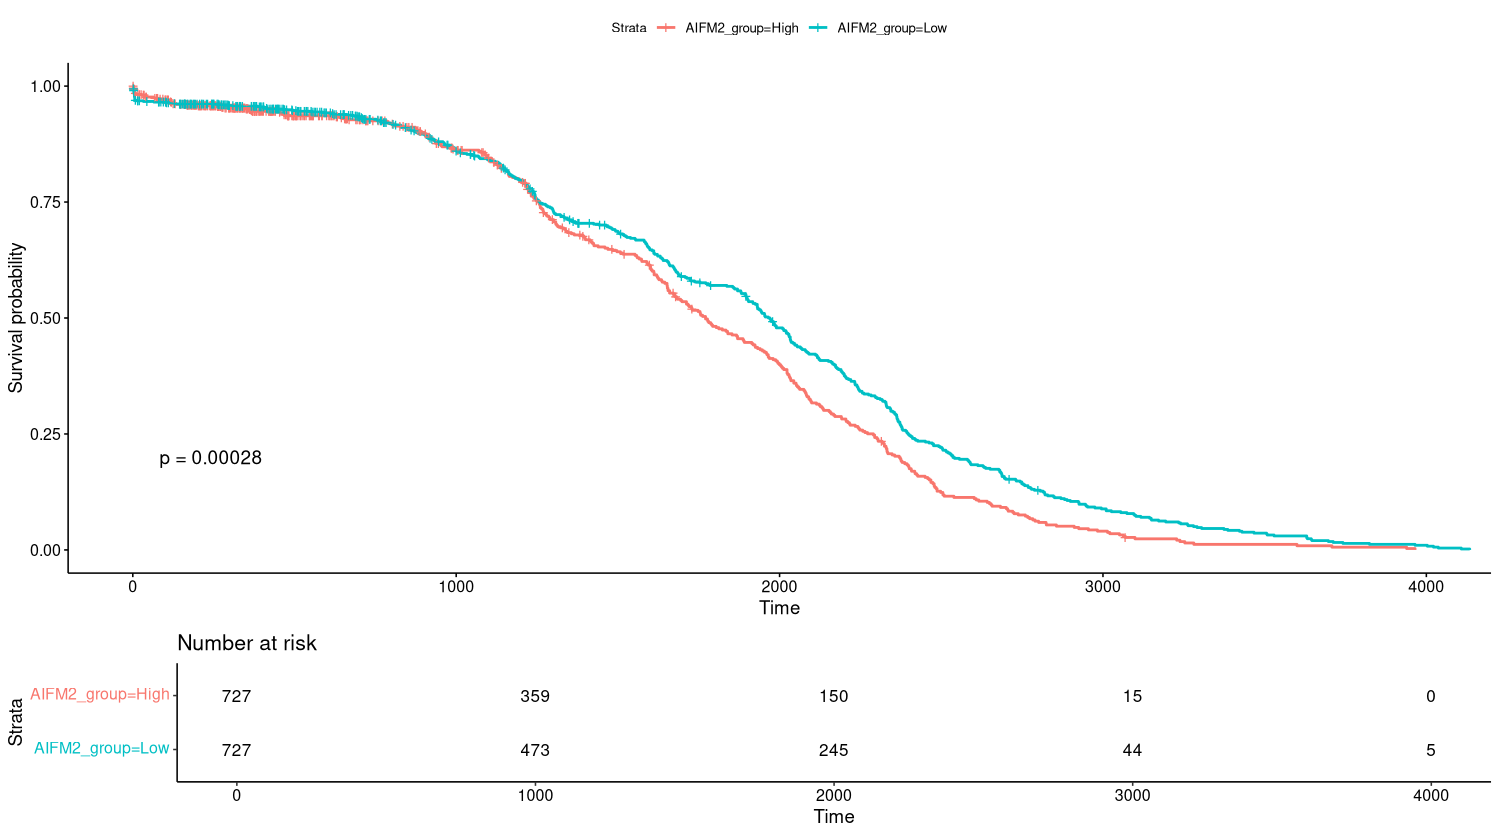 Strata AIFM2_group=High AIFM2_group=Low
Survival probability
1.00
0.75
0.50
0.25
0.00
p = 0.00028
0 1000 2000 3000 4000
Time
Number at risk
Strata
AIFM2_group=High 727 359 150 15 0
AIFM2_group=Low 727 473 245 44 5
0 1000 2000 3000 4000
Time